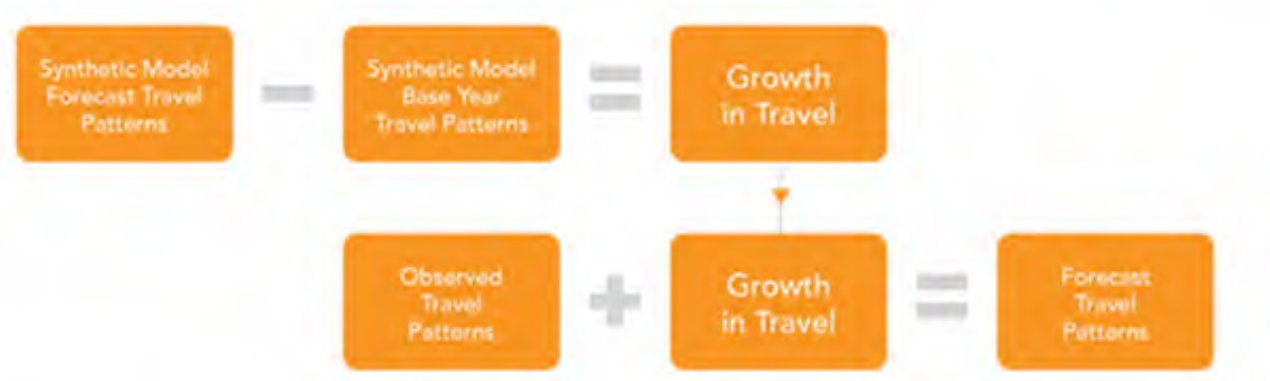 Synthetic Model
Forecast Travel
Patterns
Synthetic Model
Base Year
Travel Patterns
Growth
in Travel
Observed
Travel
Patterns
Growth
in Travel
Forecast
Travel
Patterns